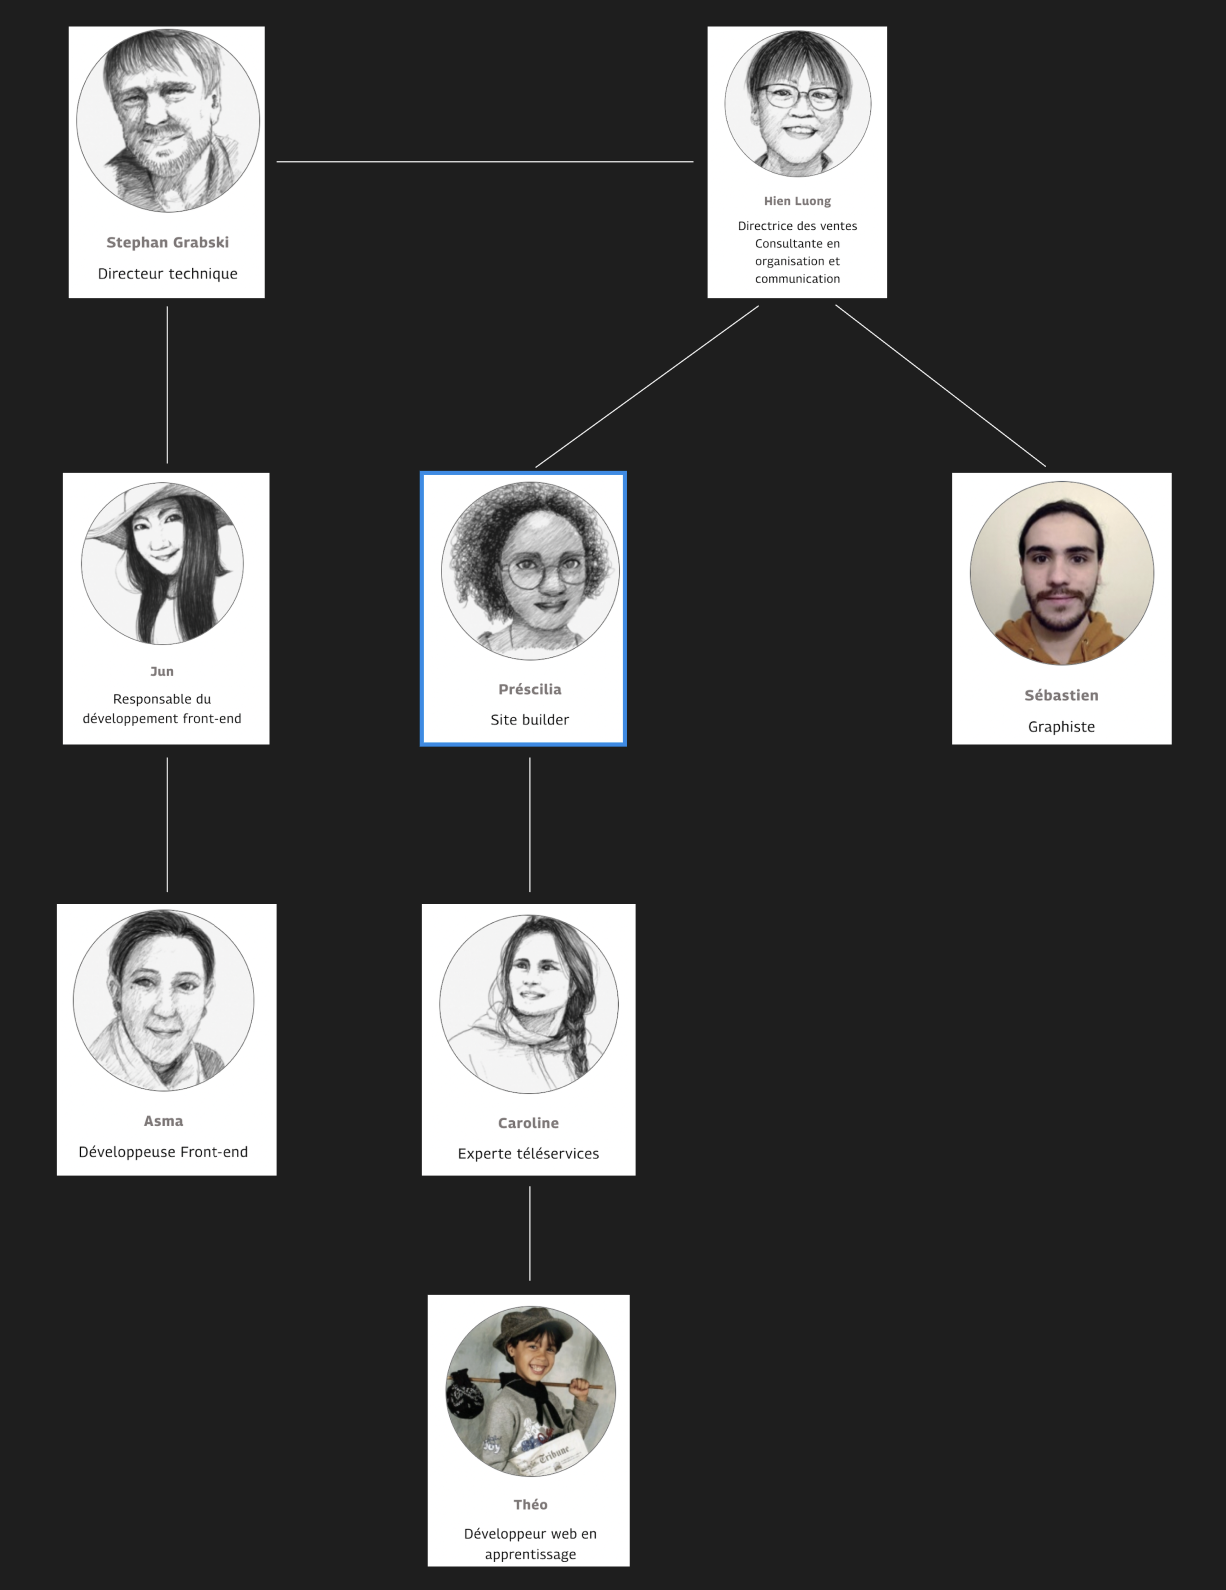 Stephan Grabski
Directeur technique
Hien Luong
Directrice des ventes
Consultante en
organisation et
communication
Jun
Responsable du
développement front-end
Préscilia
Site builder
Sébastien
Graphiste
Asma
Développeuse Front-end
Caroline
Experte téléservices
Tribune
Théo
Développeur web en
apprentissage